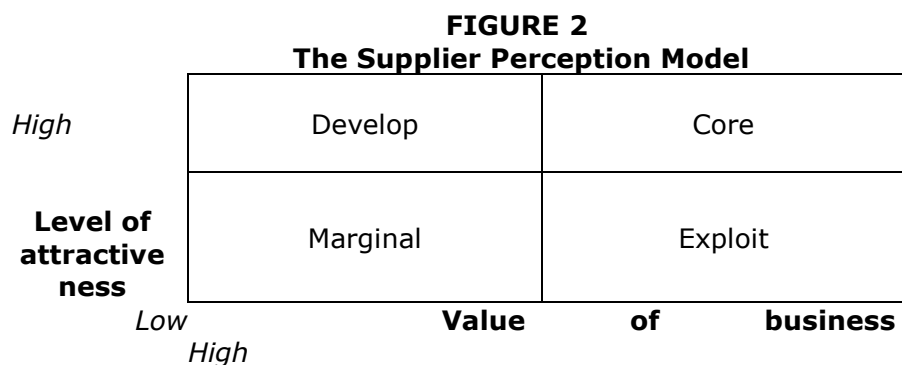 FIGURE 2
The Supplier Perception Model
High
Develop
Core
Level of
attractive
ness
Marginal
Exploit
Low
Value of business
High